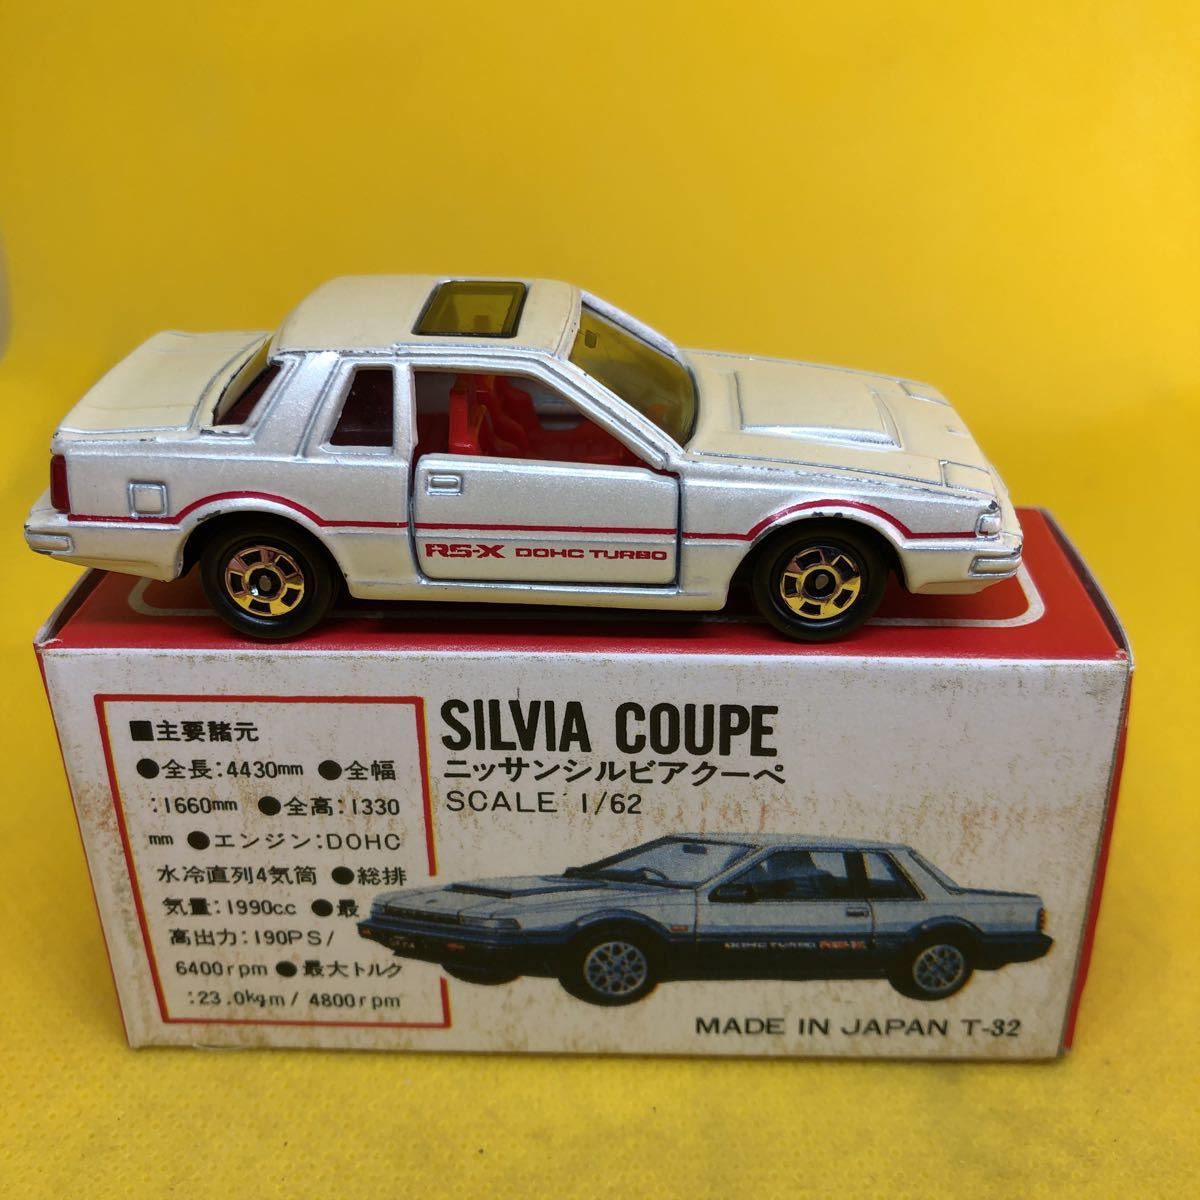 RS-X DOHC TURBO
■主要諸元
●全長:4430mm ●全幅
:1660mm ●全高:1330
mm ●エンジン:DOHC
水冷直列4気筒 ●総排
気量:1990cc ●最
高出力:190PS/
6400rpm ●最大トルク
:23.0kgm/4800rpm
SILVIA COUPE
ニッサンシルビアクーペ
SCALE 1/62
DOHC TURBO RS-X
MADE IN JAPAN T-32